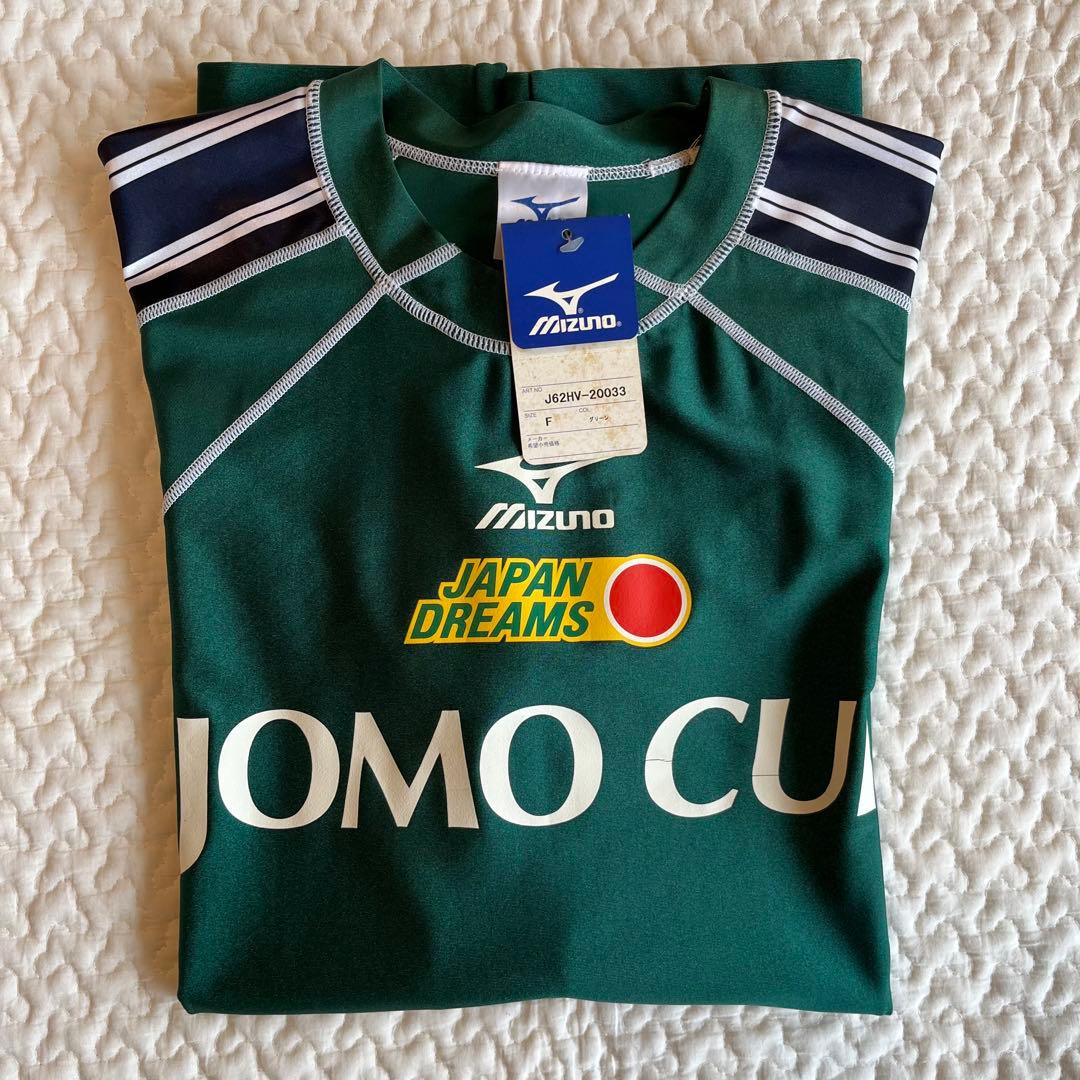 MIZUNO
ART.NO
J62HV-20033
SIZE
F
COL
グリーン
メーカー
希望小売価格
MIZUNO
JAPAN
DREAMS
JOMO CU